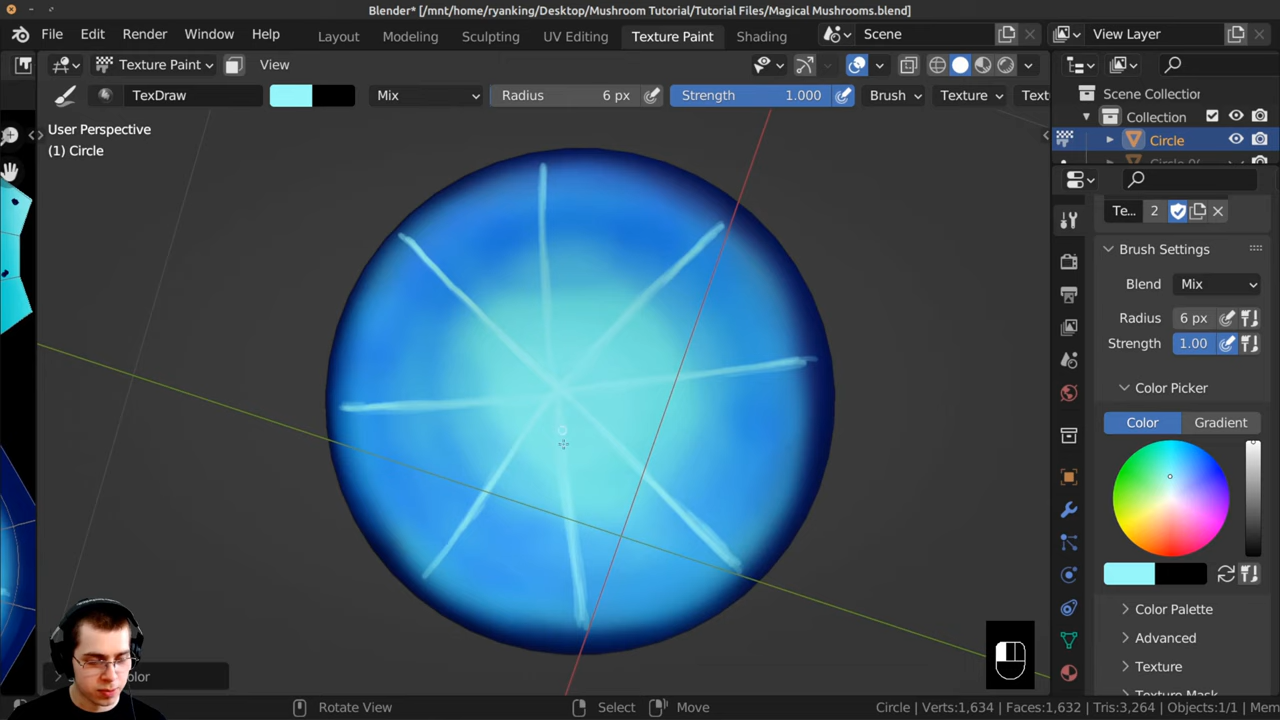 Blender* [/mnt/home/ryanking/Desktop/Mushroom Tutorial/Tutorial Files/Magical Mushrooms.blend]
File Edit Render Window Help Layout Modeling Sculpting UV Editing Texture Paint Shading Scene View Layer
Texture Paint View
TexDraw Mix Radius 6 px Strength 1.000 Brush Texture Text
User Perspective
(1) Circle
Scene Collection
Collection
Circle
Te... 2
Brush Settings
Blend Mix
Radius 6 px
Strength 1.00
Color Picker
Color Gradient
Color Palette
Advanced
Texture
Texture Mask
Rotate View Select Move Circle | Verts:1,634 | Faces:1,632 | Tris:3,264 | Objects:1/1 | Mem